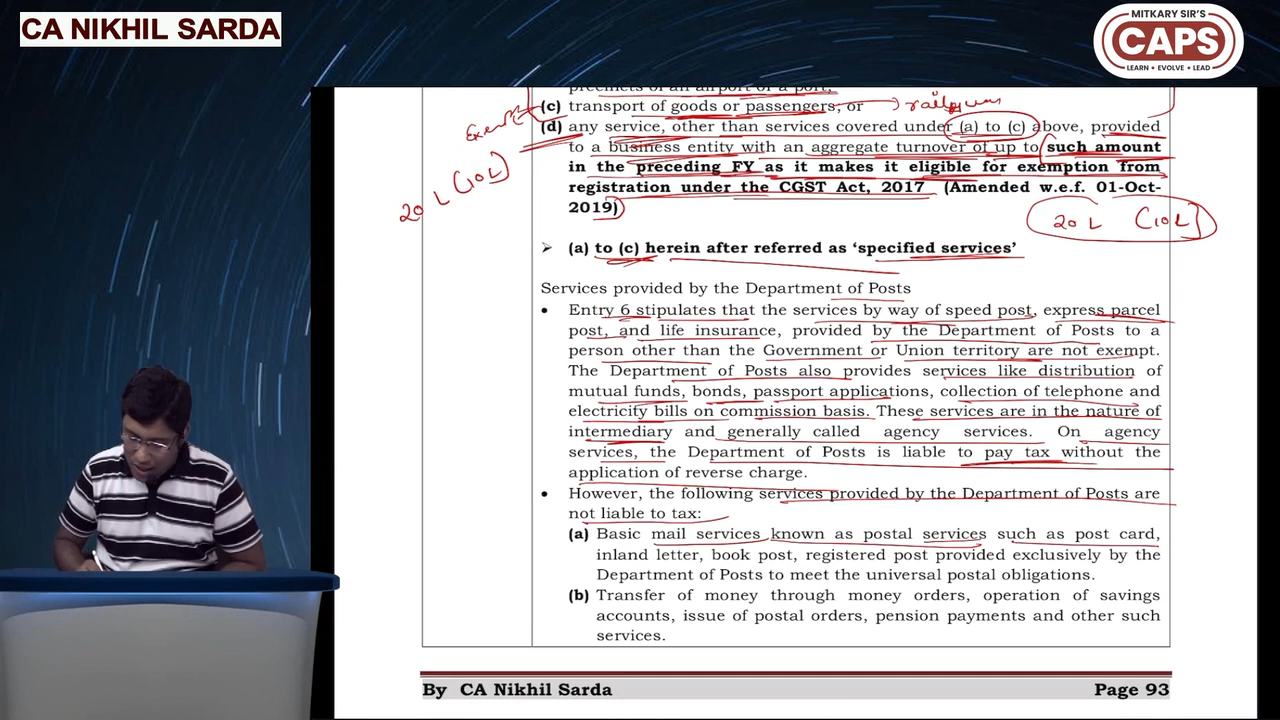 CA NIKHIL SARDA
MITKARY SIR'S
CAPS
LEARN • EVOLVE • LEAD
precincts of an airport or a port;
(c) transport of goods or passengers; or
railways
Exempt
(d) any service, other than services covered under (a) to (c) above, provided
to a business entity with an aggregate turnover of up to such amount
in the preceding FY as it makes it eligible for exemption from
registration under the CGST Act, 2017 (Amended w.e.f. 01-Oct-
2019)
20 L (10L)
20 L (10L)
➢ (a) to (c) herein after referred as 'specified services'
Services provided by the Department of Posts
• Entry 6 stipulates that the services by way of speed post, express parcel
post, and life insurance, provided by the Department of Posts to a
person other than the Government or Union territory are not exempt.
The Department of Posts also provides services like distribution of
mutual funds, bonds, passport applications, collection of telephone and
electricity bills on commission basis. These services are in the nature of
intermediary and generally called agency services. On agency
services, the Department of Posts is liable to pay tax without the
application of reverse charge.
• However, the following services provided by the Department of Posts are
not liable to tax:
(a) Basic mail services known as postal services such as post card,
inland letter, book post, registered post provided exclusively by the
Department of Posts to meet the universal postal obligations.
(b) Transfer of money through money orders, operation of savings
accounts, issue of postal orders, pension payments and other such
services.
By CA Nikhil Sarda
Page 93